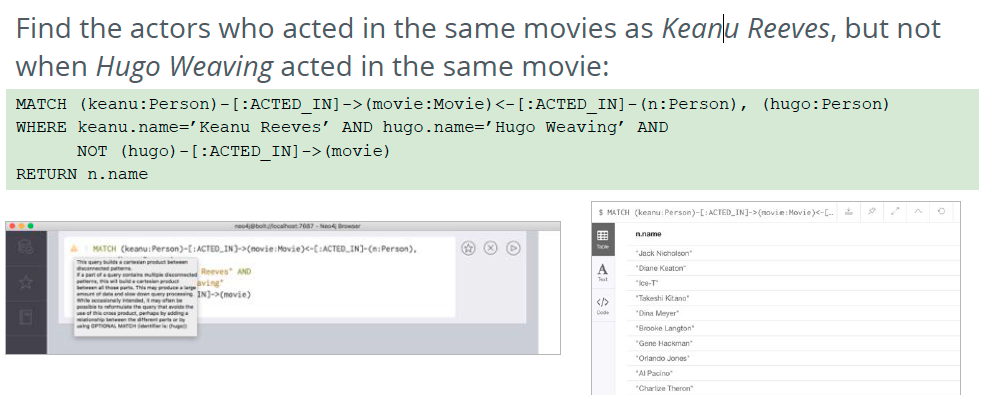 Find the actors who acted in the same movies as Keanu Reeves, but not
when Hugo Weaving acted in the same movie:
MATCH (keanu:Person)-[:ACTED_IN]->(movie:Movie)<-[:ACTED_IN]-(n:Person), (hugo:Person)
WHERE keanu.name=’Keanu Reeves’ AND hugo.name=’Hugo Weaving’ AND
NOT (hugo)-[:ACTED_IN]->(movie)
RETURN n.name
neo4j@bolt://localhost:7687 - Neo4j Browser
MATCH (keanu:Person)-[:ACTED_IN]->(movie:Movie)<-[:ACTED_IN]-(n:Person),
Reeves" AND
aving"
IN]->(movie)
This query builds a cartesian product between
disconnected patterns.
If a part of a query contains multiple disconnected
patterns, this will build a cartesian product
between all those parts. This may produce a large
amount of data and slow down query processing.
While occasionally intended, it may often be
possible to reformulate the query that avoids the
use of this cross product, perhaps by adding a
relationship between the different parts or by
using OPTIONAL MATCH (identifier is: (hugo))
$ MATCH (keanu:Person)-[:ACTED_IN]->(movie:Movie)<-[…
Table
Text
Code
n.name
"Jack Nicholson"
"Diane Keaton"
"Ice-T"
"Takeshi Kitano"
"Dina Meyer"
"Brooke Langton"
"Gene Hackman"
"Orlando Jones"
"Al Pacino"
"Charlize Theron"